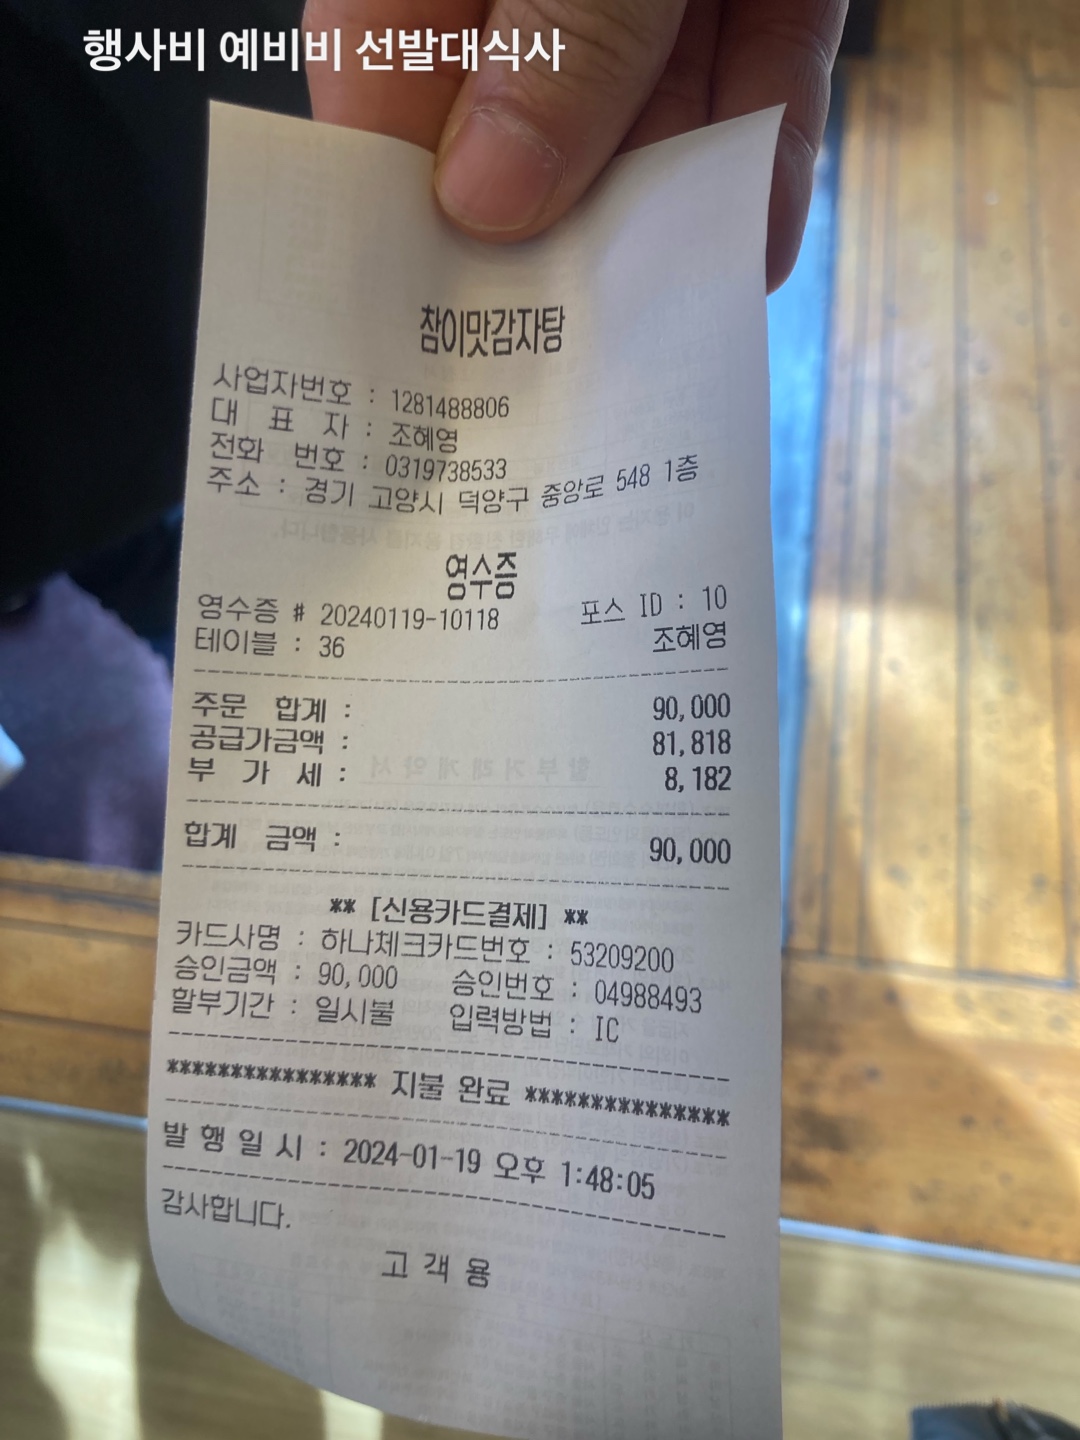 행사비 예비비 선발대식사
참이맛감자탕
사업자번호 : 1281488806
대 표 자 : 조혜영
전화 번호 : 0319738533
주소 : 경기 고양시 덕양구 중앙로 548 1층
영수증
영수증 # 20240119-10118 포스 ID : 10
테이블 : 36 조혜영
주문 합계 : 90,000
공급가금액 : 81,818
부 가 세 : 8,182
합계 금액 : 90,000
** [신용카드결제] **
카드사명 : 하나체크카드번호 : 53209200
승인금액 : 90,000 승인번호 : 04988493
할부기간 : 일시불 입력방법 : IC
**************** 지불 완료 ****************
발 행 일 시 : 2024-01-19 오후 1:48:05
감사합니다.
고 객 용
할 부 거 래 계 약 서